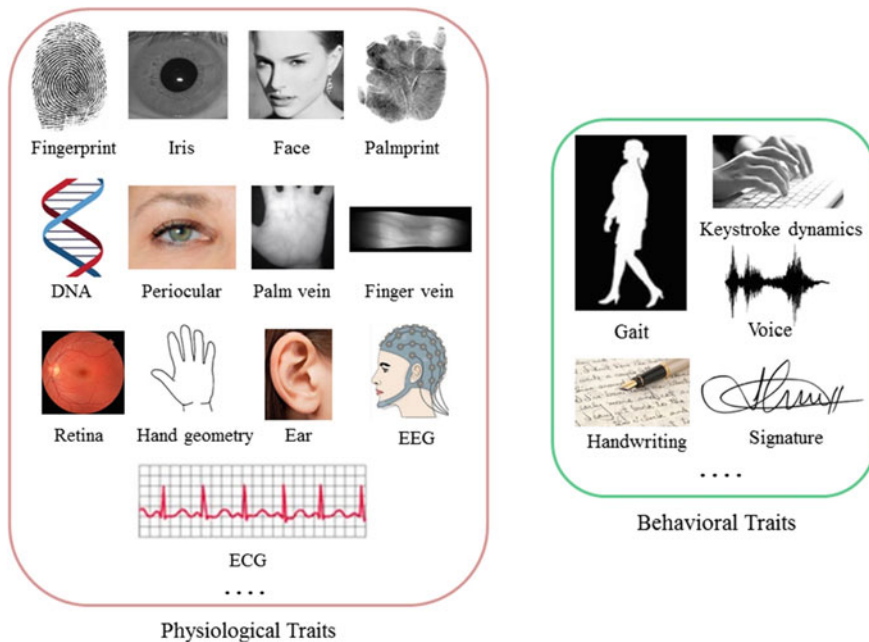 Fingerprint
Iris
Face
Palmprint
DNA
Periocular
Palm vein
Finger vein
Retina
Hand geometry
Ear
EEG
ECG
....
Physiological Traits
Gait
Keystroke dynamics
Voice
Handwriting
Signature
....
Behavioral Traits